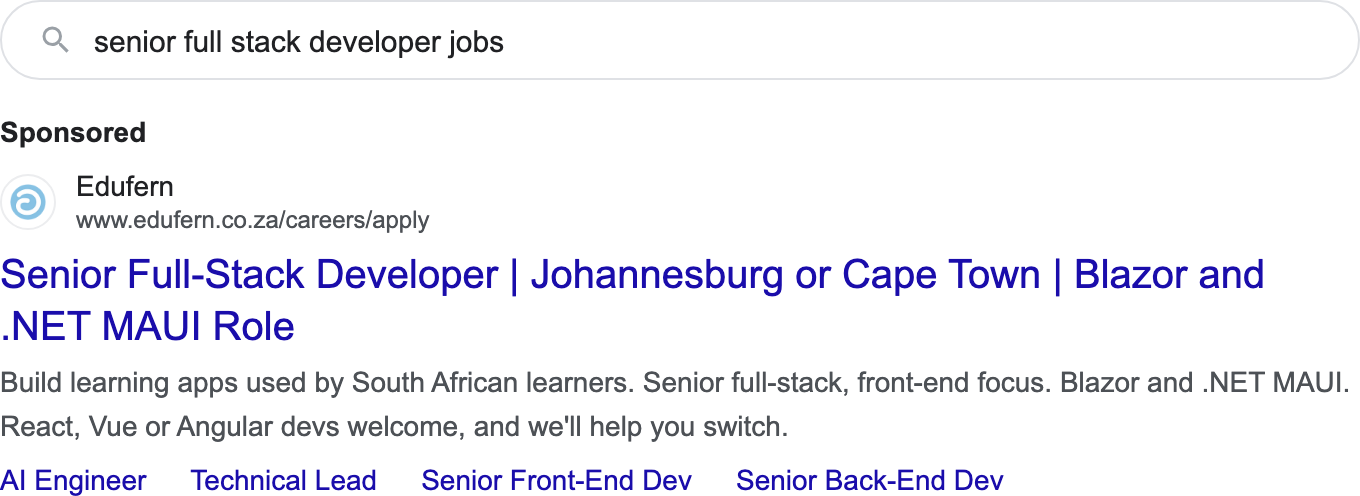 senior full stack developer jobs
Sponsored
Edufern
www.edufern.co.za/careers/apply
Senior Full-Stack Developer | Johannesburg or Cape Town | Blazor and
.NET MAUI Role
Build learning apps used by South African learners. Senior full-stack, front-end focus. Blazor and .NET MAUI.
React, Vue or Angular devs welcome, and we'll help you switch.
AI Engineer Technical Lead Senior Front-End Dev Senior Back-End Dev